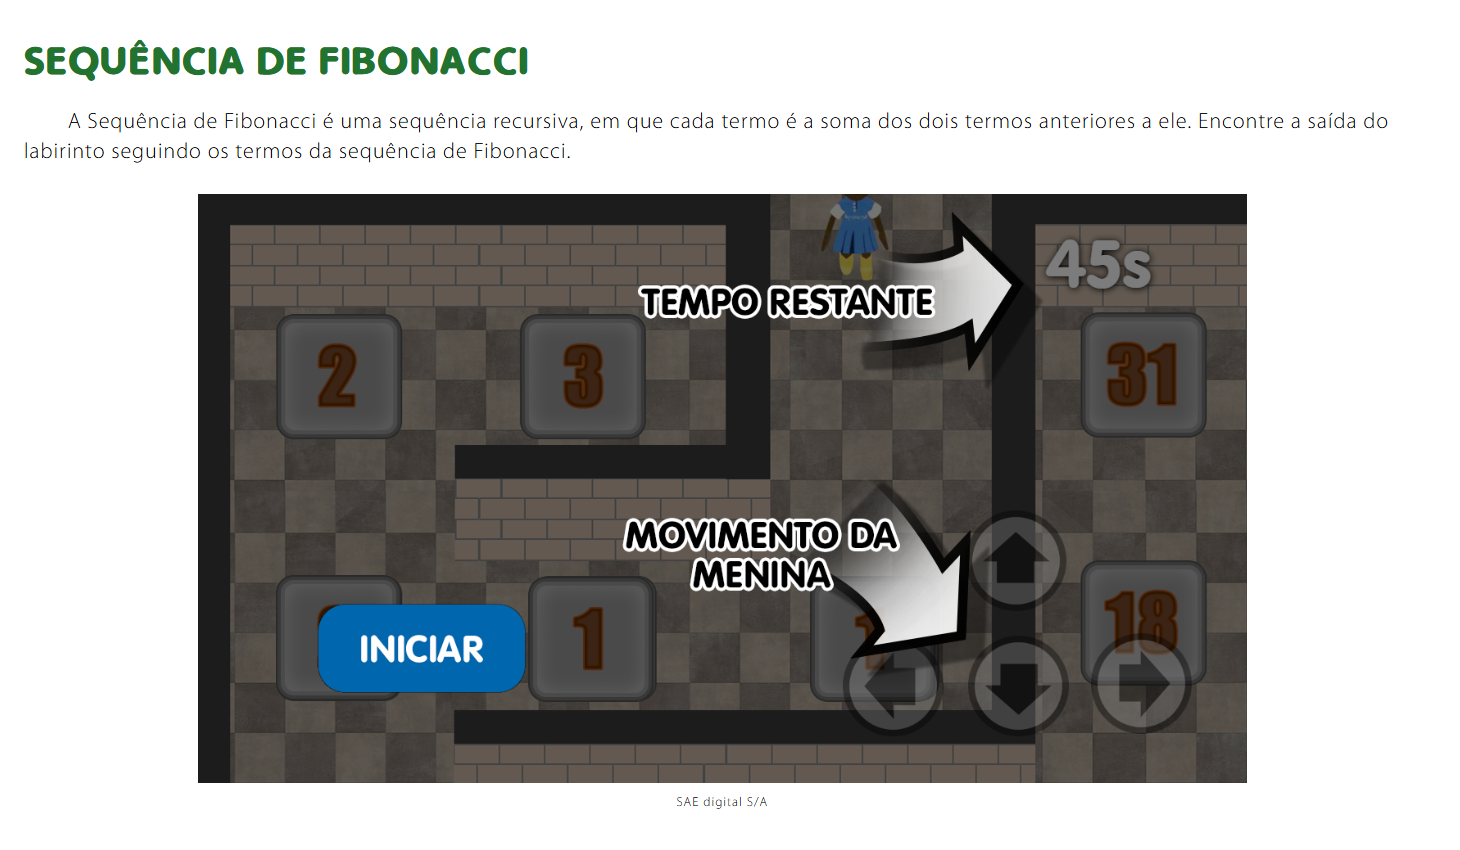 SEQUÊNCIA DE FIBONACCI
A Sequência de Fibonacci é uma sequência recursiva, em que cada termo é a soma dos dois termos anteriores a ele. Encontre a saída do
labirinto seguindo os termos da sequência de Fibonacci.
45s
TEMPO RESTANTE
2
3
31
MOVIMENTO DA
MENINA
INICIAR
1
1
18
SAE digital S/A